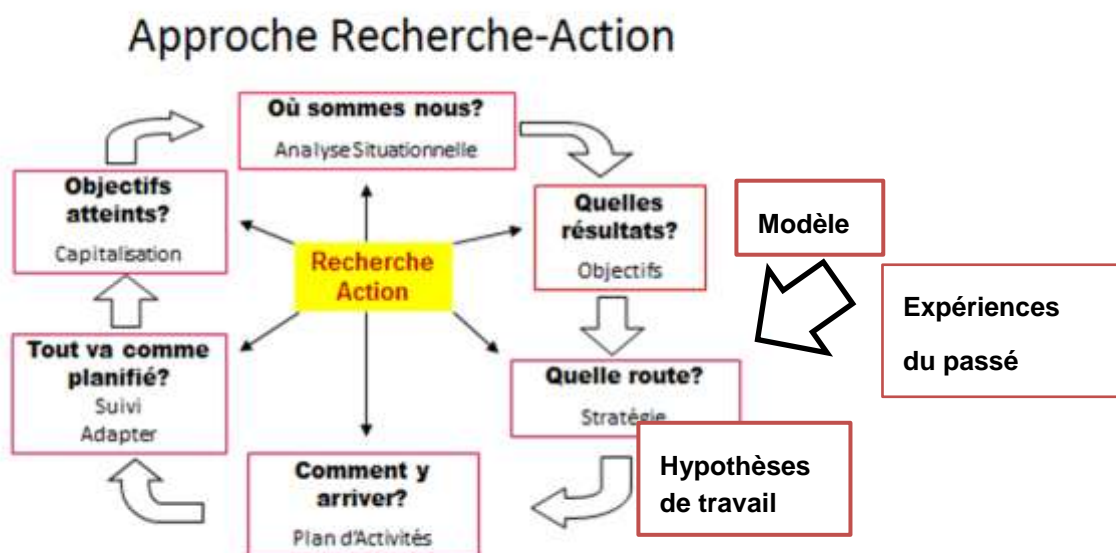 Approche Recherche-Action
Où sommes nous?
Analyse Situationnelle
Quelles
résultats?
Objectifs
Modèle
Expériences
du passé
Quelle route?
Stratégie
Hypothèses
de travail
Comment y
arriver?
Plan d'Activités
Tout va comme
planifié?
Suivi
Adapter
Objectifs
atteints?
Capitalisation
Recherche
Action